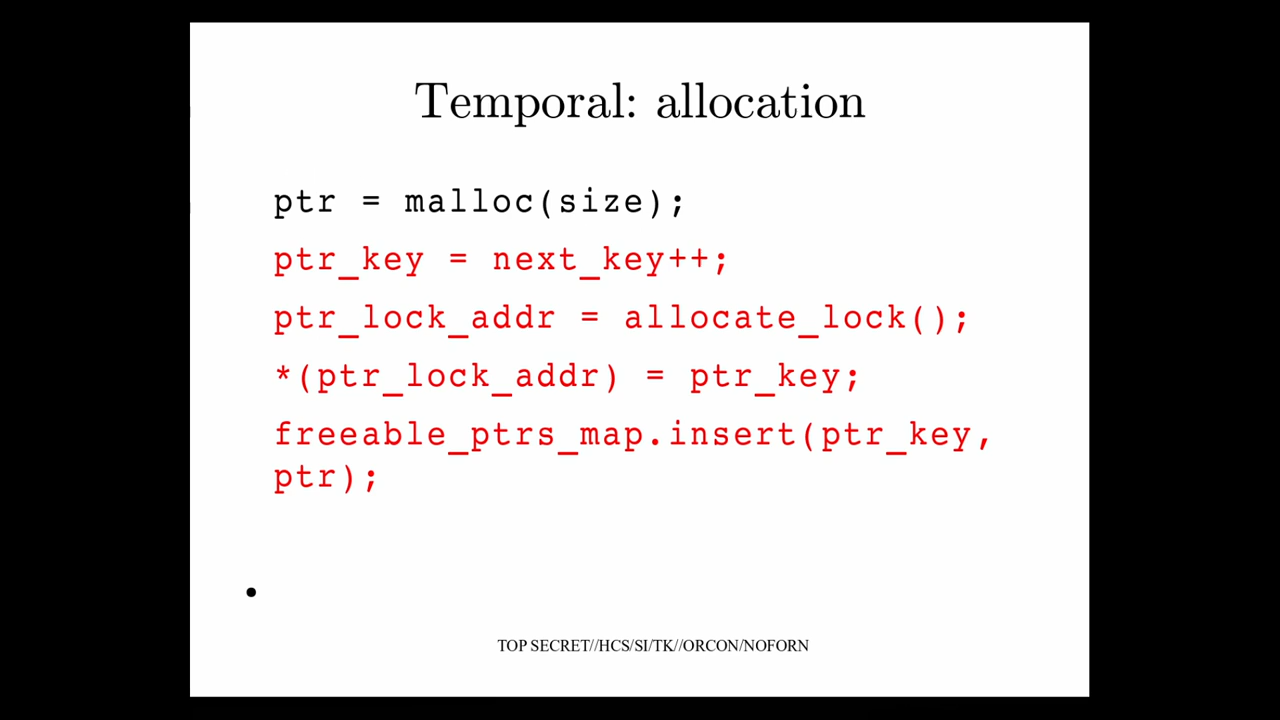 Temporal: allocation
ptr = malloc(size);
ptr_key = next_key++;
ptr_lock_addr = allocate_lock();
*(ptr_lock_addr) = ptr_key;
freeable_ptrs_map.insert(ptr_key,
ptr);
•
TOP SECRET//HCS/SI/TK//ORCON/NOFORN